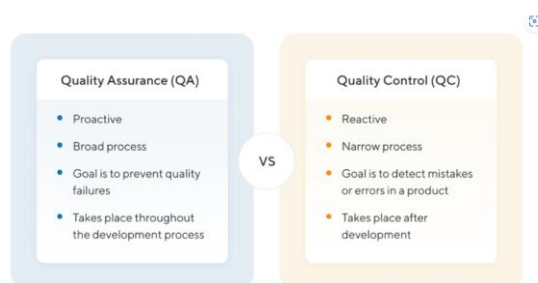 Quality Assurance (QA)
Proactive
Broad process
Goal is to prevent quality
failures
Takes place throughout
the development process
VS
Quality Control (QC)
Reactive
Narrow process
Goal is to detect mistakes
or errors in a product
Takes place after
development